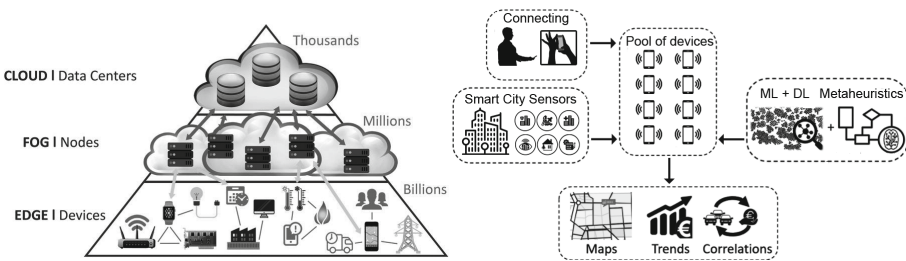 Thousands
CLOUD | Data Centers
Millions
FOG | Nodes
Billions
EDGE | Devices
Connecting
Pool of devices
Smart City Sensors
ML + DL Metaheuristics
+
Maps Trends Correlations